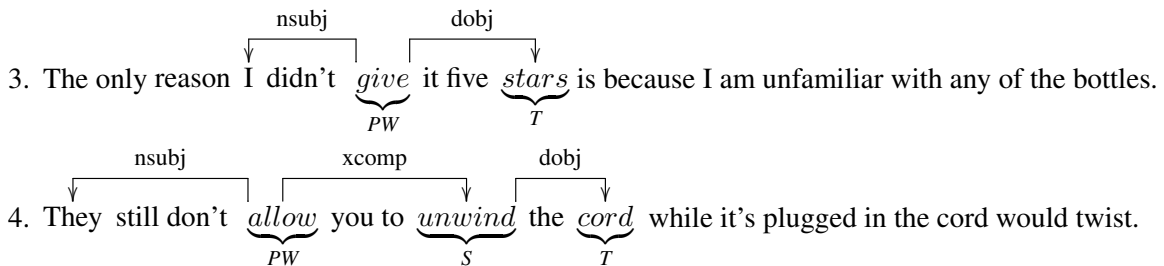 nsubj dobj
3. The only reason I didn't give it five stars is because I am unfamiliar with any of the bottles.
PW T
nsubj xcomp dobj
4. They still don't allow you to unwind the cord while it's plugged in the cord would twist.
PW S T